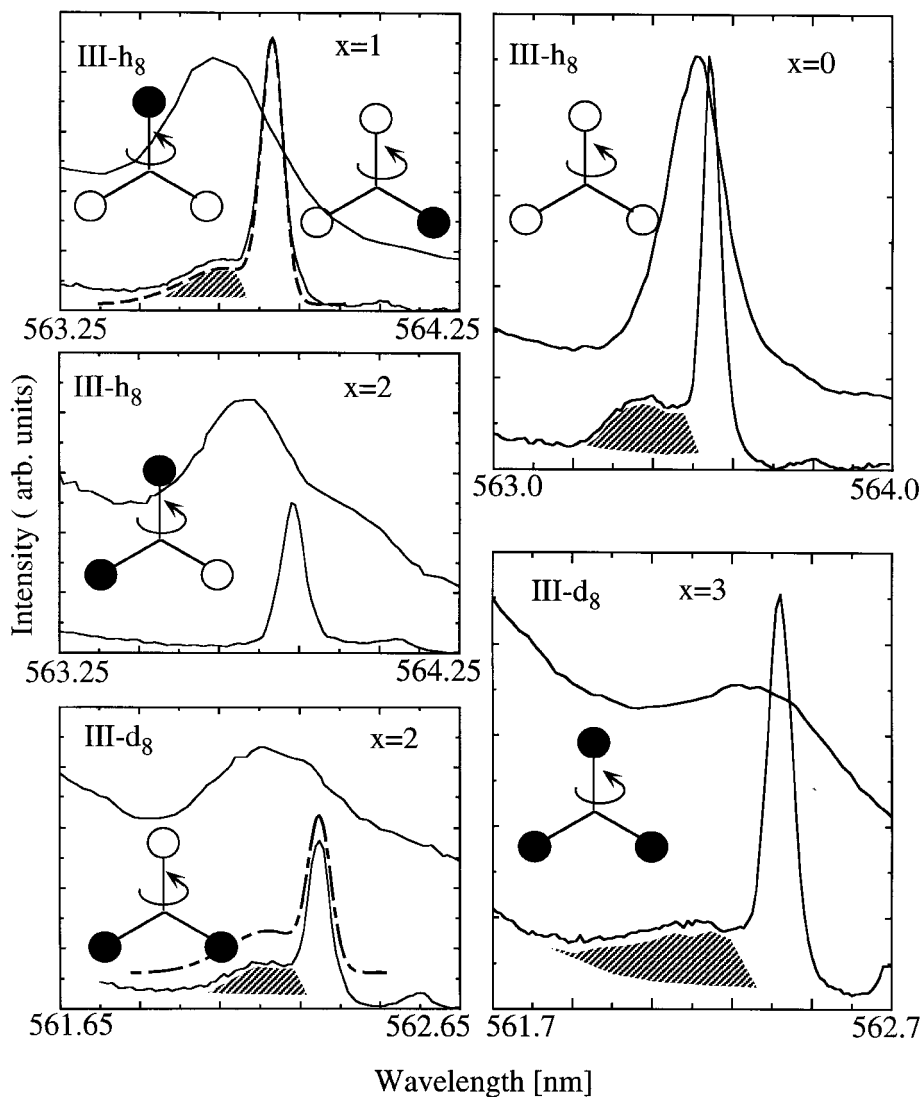 III-h₈ x=1
563.25 564.25
III-h₈ x=2
563.25 564.25
III-d₈ x=2
561.65 562.65
III-h₈ x=0
563.0 564.0
III-d₈ x=3
561.7 562.7
Intensity ( arb. units)
Wavelength [nm]